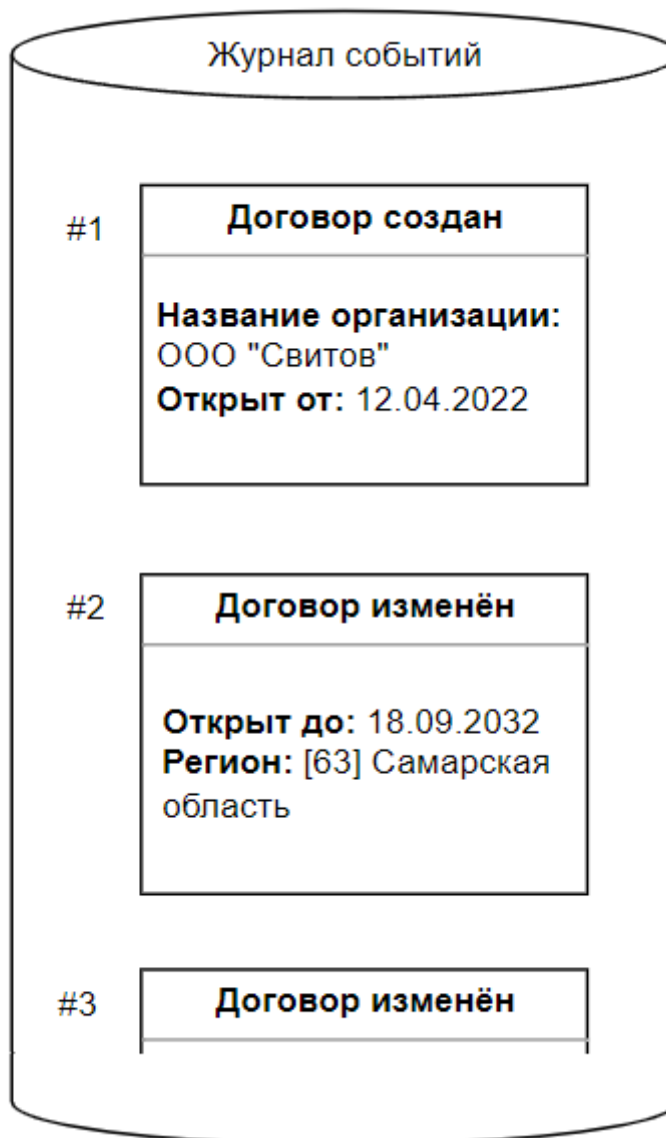 Журнал событий
#1
Договор создан
Название организации:
ООО "Свитов"
Открыт от: 12.04.2022
#2
Договор изменён
Открыт до: 18.09.2032
Регион: [63] Самарская
область
#3
Договор изменён